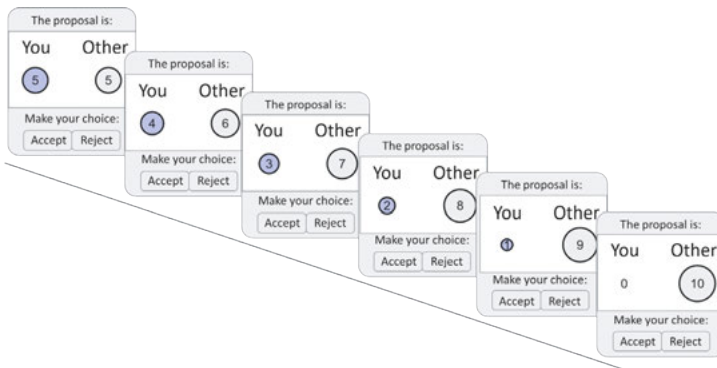 The proposal is:
You Other
5 5
Make your choice:
Accept Reject
The proposal is:
You Other
4 6
Make your choice:
Accept Reject
The proposal is:
You Other
3 7
Make your choice:
Accept Reject
The proposal is:
You Other
2 8
Make your choice:
Accept Reject
The proposal is:
You Other
1 9
Make your choice:
Accept Reject
The proposal is:
You Other
0 10
Make your choice:
Accept Reject